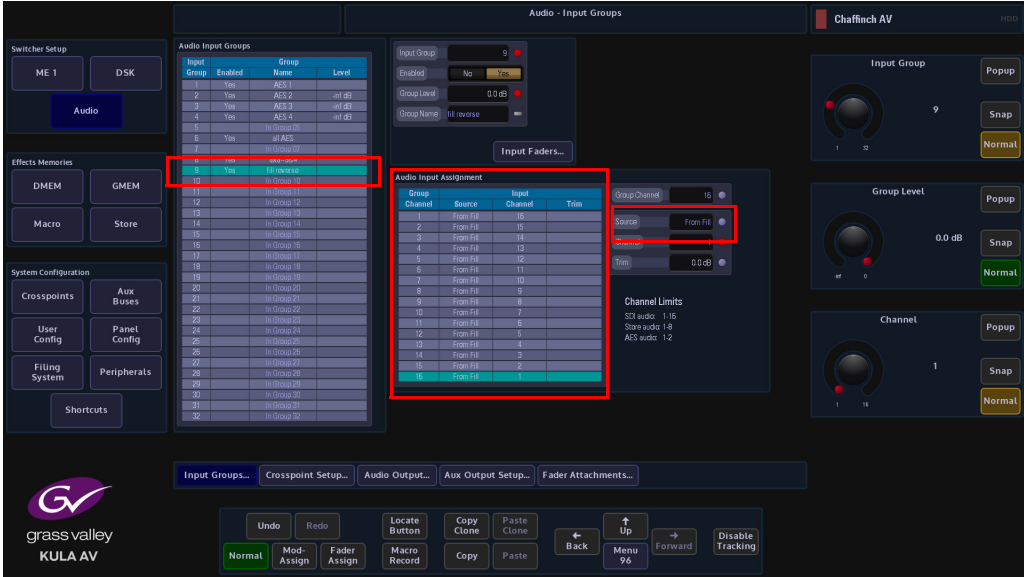 Audio - Input Groups
Chaffinch AV
HDD
Switcher Setup
ME 1
DSK
Audio
Effects Memories
DMEM
GMEM
Macro
Store
System Configuration
Crosspoints
Aux Buses
User Config
Panel Config
Filing System
Peripherals
Shortcuts
Audio Input Groups
Input Group Enabled Group Name Level
1 Yes AES 1
2 Yes AES 2 -inf dB
3 Yes AES 3 -inf dB
4 Yes AES 4 -inf dB
5 In Group 05
6 Yes all AES
7 In Group 07
8 Yes
9 Yes fill reverse
10 In Group 10
11 In Group 11
12 In Group 12
13 In Group 13
14 In Group 14
15 In Group 15
16 In Group 16
17 In Group 17
18 In Group 18
19 In Group 19
20 In Group 20
21 In Group 21
22 In Group 22
23 In Group 23
24 In Group 24
25 In Group 25
26 In Group 26
27 In Group 27
28 In Group 28
29 In Group 29
30 In Group 30
31 In Group 31
32 In Group 32
Input Group 9
Enabled No Yes
Group Level 0.0 dB
Group Name fill reverse
Input Faders...
Audio Input Assignment
Group Channel Source Input Channel Trim
1 From Fill 16
2 From Fill 15
3 From Fill 14
4 From Fill 13
5 From Fill 12
6 From Fill 11
7 From Fill 10
8 From Fill 9
9 From Fill 8
10 From Fill 7
11 From Fill 6
12 From Fill 5
13 From Fill 4
14 From Fill 3
15 From Fill 2
16 From Fill 1
Group Channel 16
Source From Fill
Channel 1
Trim 0.0 dB
Channel Limits
SDI audio: 1-16
Store audio: 1-8
AES audio: 1-2
Input Group
9
1 32
Popup
Snap
Normal
Group Level
0.0 dB
-inf 0
Popup
Snap
Normal
Channel
1
1 16
Popup
Snap
Normal
Input Groups... Crosspoint Setup... Audio Output... Aux Output Setup... Fader Attachments...
GV
grass valley
KULA AV
Undo
Redo
Normal
Mod-Assign
Fader Assign
Locate Button
Macro Record
Copy Clone
Paste Clone
Copy
Paste
Back
Up
Menu 96
Forward
Disable Tracking